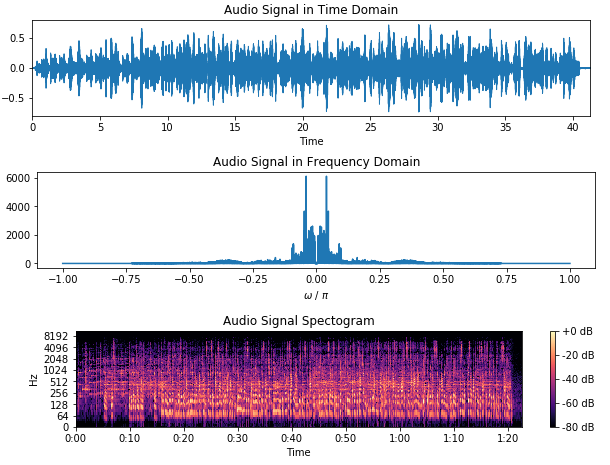 Audio Signal in Time Domain
0.5
0.0
−0.5
0 5 10 15 20 25 30 35 40
Time
Audio Signal in Frequency Domain
6000
4000
2000
0
−1.00 −0.75 −0.50 −0.25 0.00 0.25 0.50 0.75 1.00
ω / π
Audio Signal Spectogram
8192
4096
2048
1024
512
256
128
64
0
Hz
0:00 0:10 0:20 0:30 0:40 0:50 1:00 1:10 1:20
Time
+0 dB
-20 dB
-40 dB
-60 dB
-80 dB